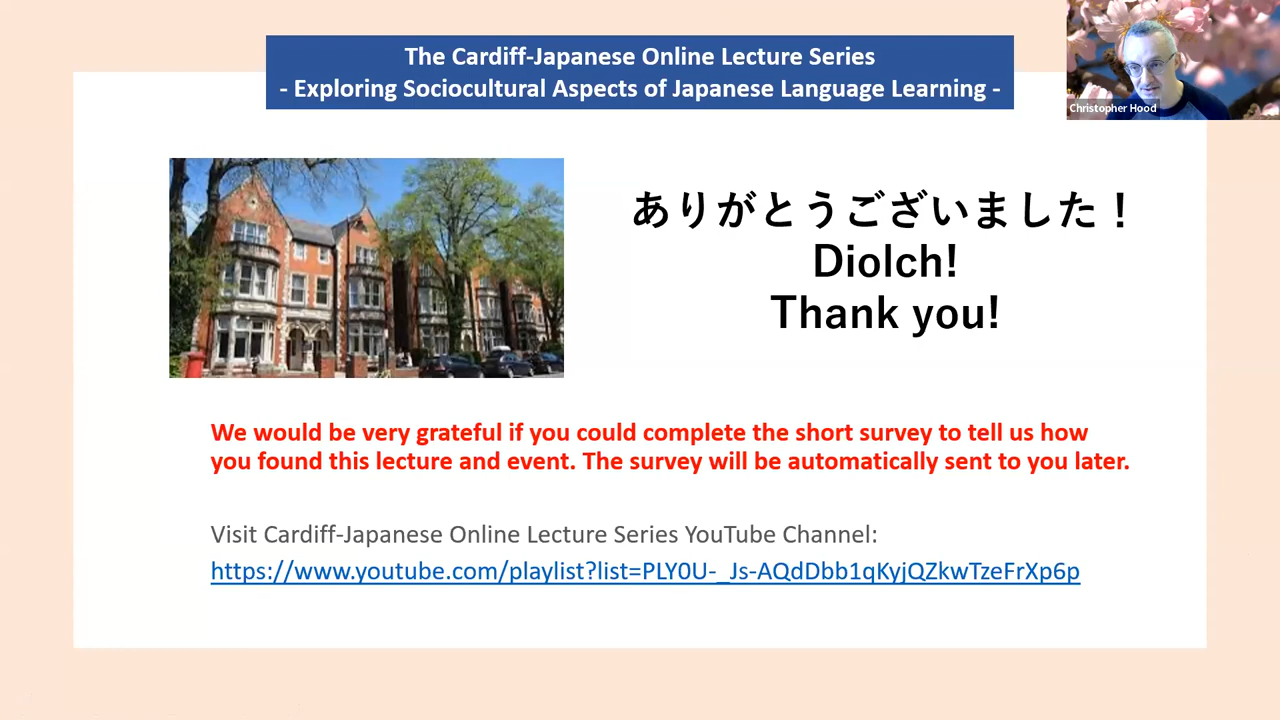 The Cardiff-Japanese Online Lecture Series
- Exploring Sociocultural Aspects of Japanese Language Learning -
Christopher Hood
ありがとうございました！
Diolch!
Thank you!
We would be very grateful if you could complete the short survey to tell us how
you found this lecture and event. The survey will be automatically sent to you later.
Visit Cardiff-Japanese Online Lecture Series YouTube Channel:
https://www.youtube.com/playlist?list=PLY0U-_Js-AQdDbb1qKyjQZkwTzeFrXp6p